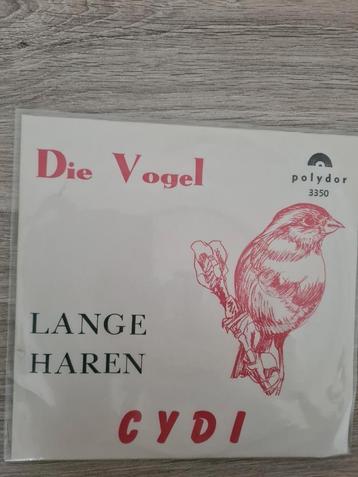 Die Vogel
polydor
3350
LANGE
HAREN
CYDI